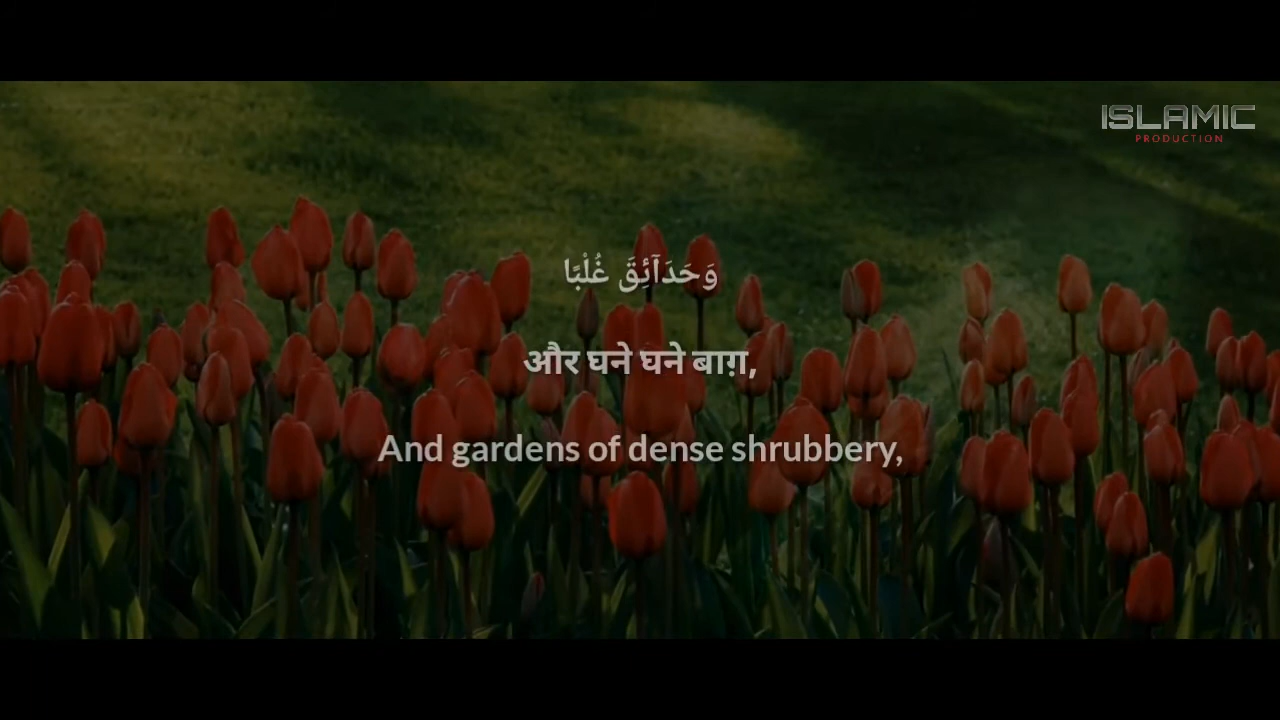 ISLAMIC
PRODUCTION
وَحَدَآئِقَ غُلْبًا
और घने घने बाग़,
And gardens of dense shrubbery,